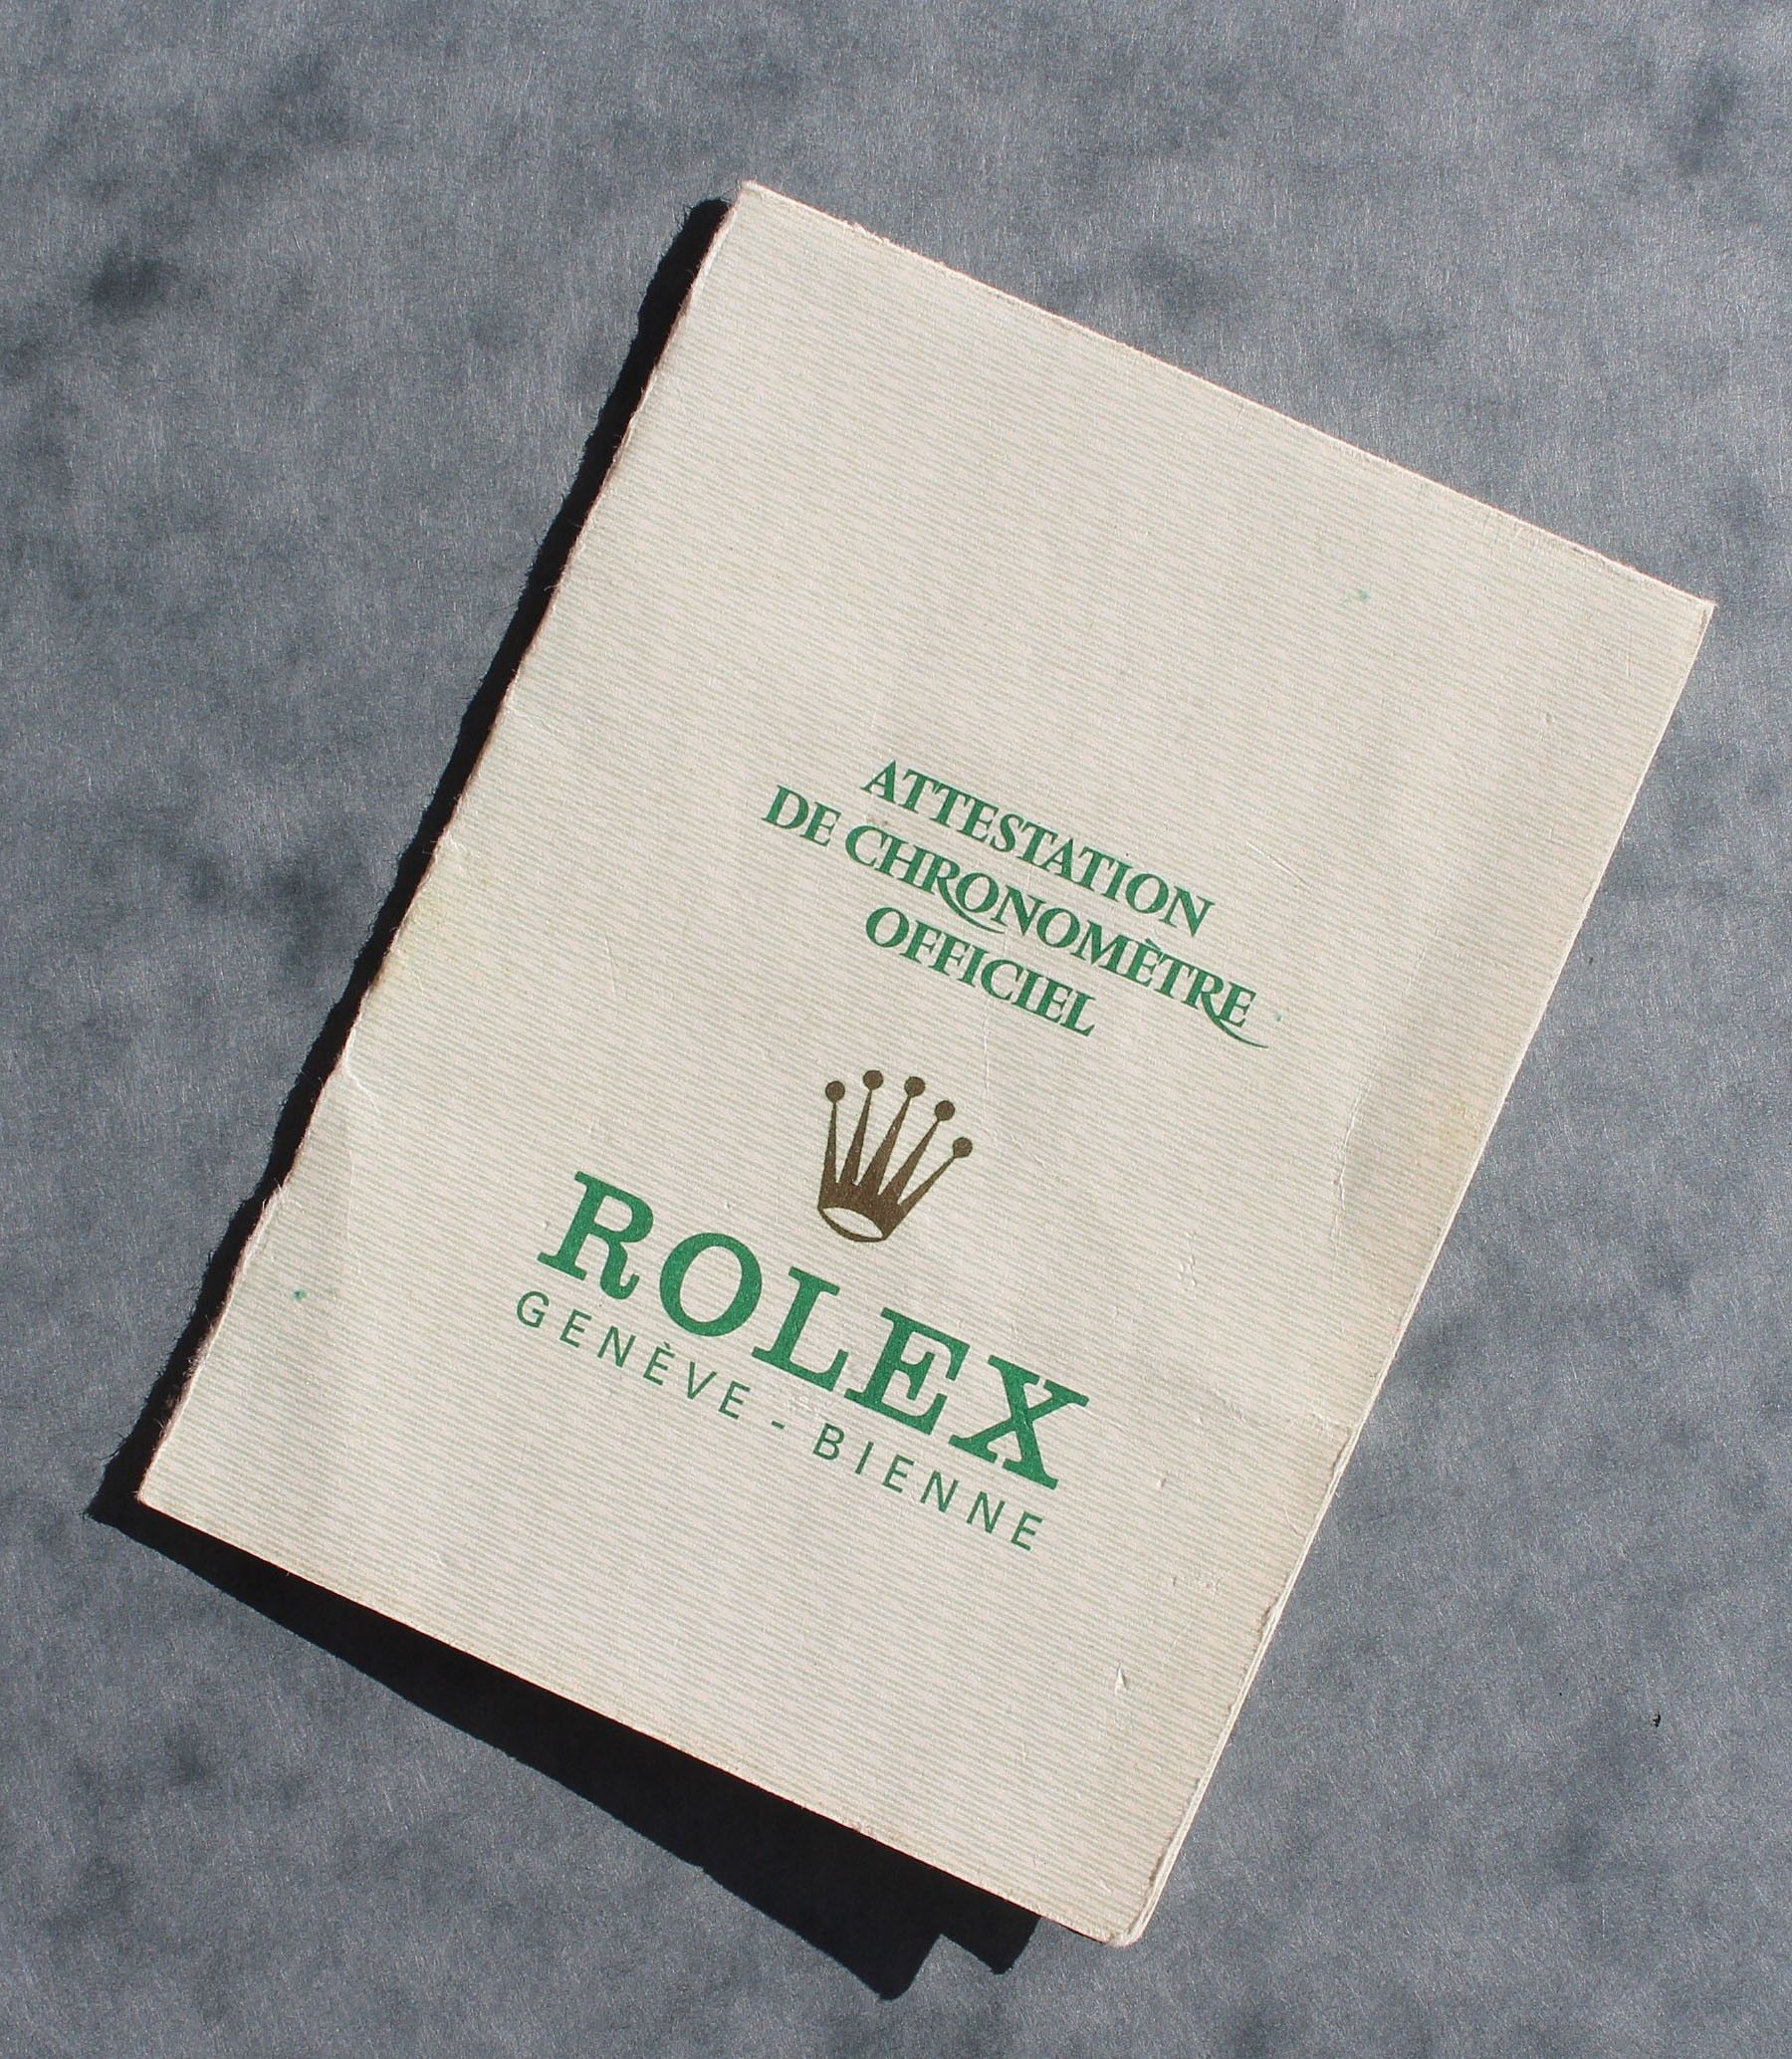 ATTESTATION
DE CHRONOMÈTRE
OFFICIEL
ROLEX
GENÈVE - BIENNE